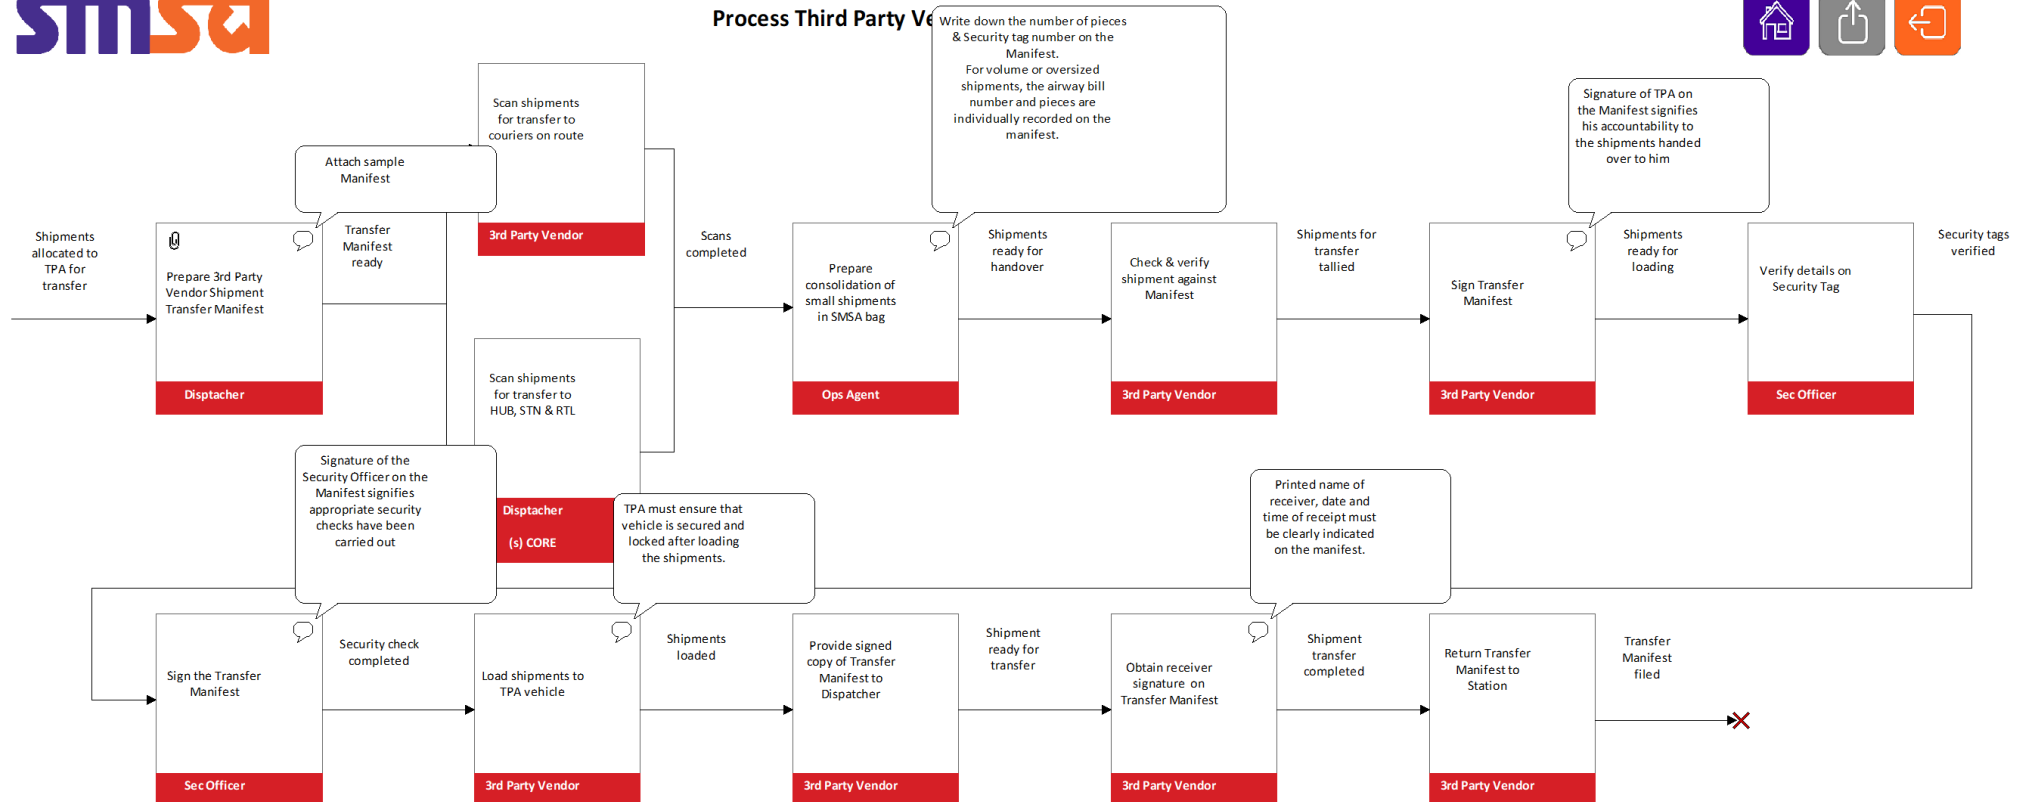 smsa
Process Third Party Ve
Write down the number of pieces
& Security tag number on the
Manifest.
For volume or oversized
shipments, the airway bill
number and pieces are
individually recorded on the
manifest.
Signature of TPA on
the Manifest signifies
his accountability to
the shipments handed
over to him
Scan shipments
for transfer to
couriers on route
3rd Party Vendor
Attach sample
Manifest
Shipments
allocated to
TPA for
transfer
Prepare 3rd Party
Vendor Shipment
Transfer Manifest
Disptacher
Transfer
Manifest
ready
Scan shipments
for transfer to
HUB, STN & RTL
Disptacher
(s) CORE
Scans
completed
Prepare
consolidation of
small shipments
in SMSA bag
Ops Agent
Shipments
ready for
handover
Check & verify
shipment against
Manifest
3rd Party Vendor
Shipments for
transfer
tallied
Sign Transfer
Manifest
3rd Party Vendor
Shipments
ready for
loading
Verify details on
Security Tag
Sec Officer
Security tags
verified
Signature of the
Security Officer on the
Manifest signifies
appropriate security
checks have been
carried out
TPA must ensure that
vehicle is secured and
locked after loading
the shipments.
Printed name of
receiver, date and
time of receipt must
be clearly indicated
on the manifest.
Sign the Transfer
Manifest
Sec Officer
Security check
completed
Load shipments to
TPA vehicle
3rd Party Vendor
Shipments
loaded
Provide signed
copy of Transfer
Manifest to
Dispatcher
3rd Party Vendor
Shipment
ready for
transfer
Obtain receiver
signature on
Transfer Manifest
3rd Party Vendor
Shipment
transfer
completed
Return Transfer
Manifest to
Station
3rd Party Vendor
Transfer
Manifest
filed